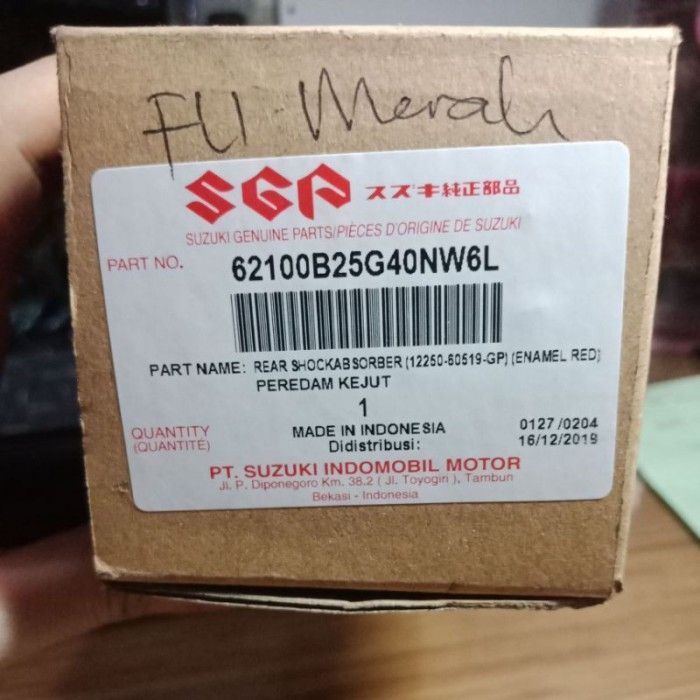 FU Merah
SGP スズキ純正部品
SUZUKI GENUINE PARTS/PIÈCES D'ORIGINE DE SUZUKI
PART NO. 62100B25G40NW6L
PART NAME: REAR SHOCKABSORBER (12250-60519-GP) (ENAMEL RED)
PEREDAM KEJUT
1
QUANTITY MADE IN INDONESIA 0127 /0204
(QUANTITÉ) Didistribusi: 16/12/2019
PT. SUZUKI INDOMOBIL MOTOR
Jl. P. Diponegoro Km. 38.2 ( Jl. Toyogiri ), Tambun
Bekasi - Indonesia